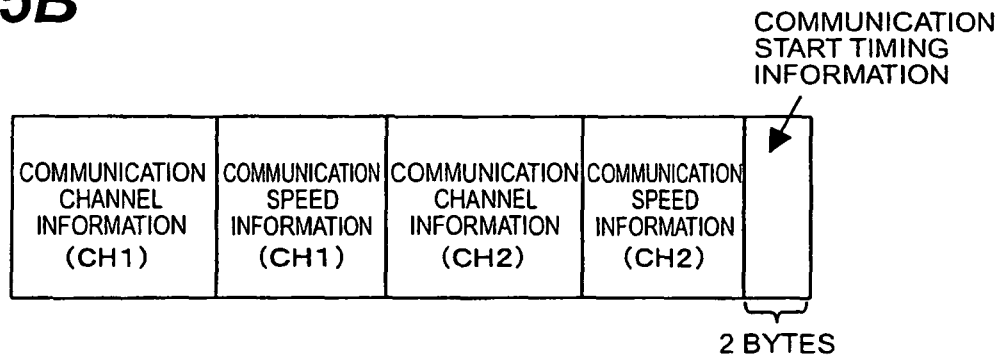 5B
COMMUNICATION
START TIMING
INFORMATION
COMMUNICATION
CHANNEL
INFORMATION
(CH1)
COMMUNICATION
SPEED
INFORMATION
(CH1)
COMMUNICATION
CHANNEL
INFORMATION
(CH2)
COMMUNICATION
SPEED
INFORMATION
(CH2)
2 BYTES